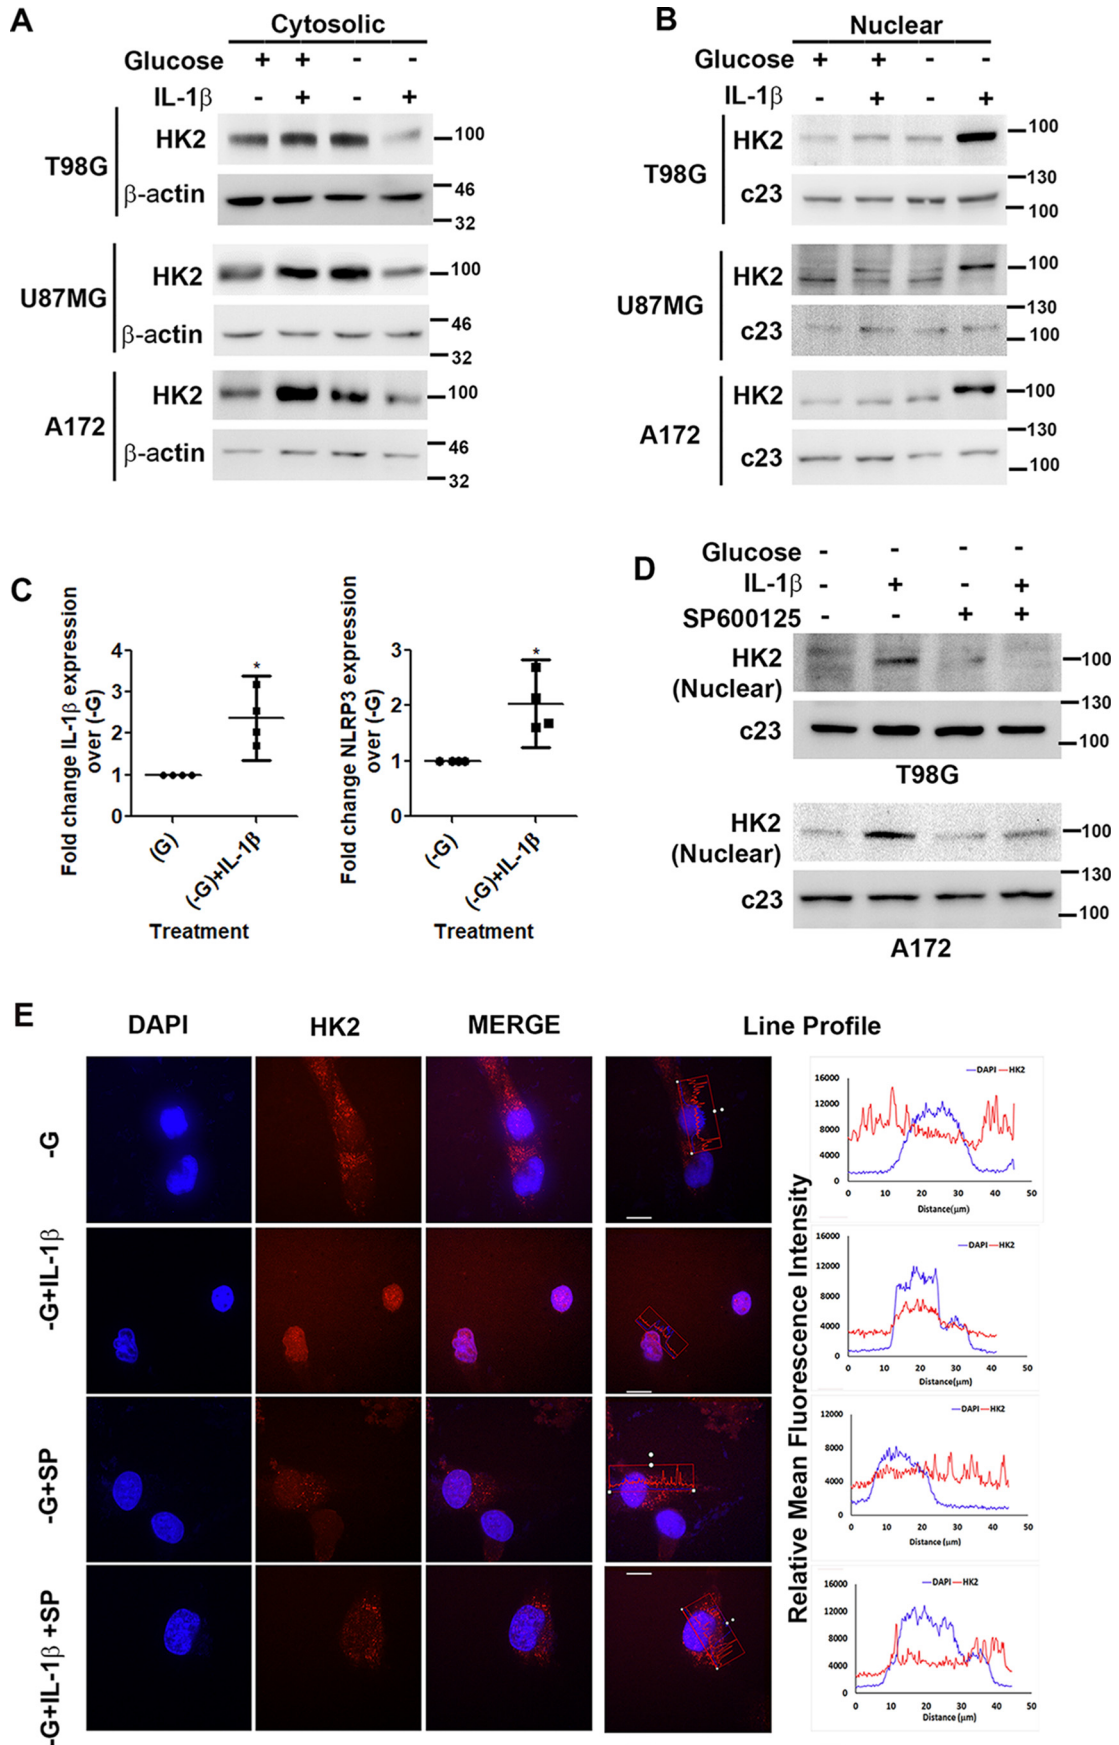 A
Cytosolic
Glucose + + - -
IL-1β - + - +
T98G
HK2
100
β-actin
46
32
U87MG
HK2
100
β-actin
46
32
A172
HK2
100
β-actin
46
32
B
Nuclear
Glucose + + - -
IL-1β - + - +
T98G
HK2
100
c23
130
100
U87MG
HK2
100
c23
130
100
A172
HK2
100
c23
130
100
C
Fold change IL-1β expression
over (-G)
4
3
2
1
0
*
(G)
(-G)+IL-1β
Treatment
Fold change NLRP3 expression
over (-G)
3
2
1
0
*
(-G)
(-G)+IL-1β
Treatment
D
Glucose - - - -
IL-1β - + - +
SP600125 - - + +
HK2
(Nuclear)
100
c23
130
100
T98G
HK2
(Nuclear)
100
c23
130
100
A172
E
DAPI
HK2
MERGE
Line Profile
-G
-G+IL-1β
-G+SP
-G+IL-1β +SP
Relative Mean Fluorescence Intensity
DAPI HK2
16000
12000
8000
4000
0
0 10 20 30 40 50
Distance(μm)
DAPI HK2
16000
12000
8000
4000
0
0 10 20 30 40 50
Distance(μm)
DAPI HK2
12000
8000
4000
0
0 10 20 30 40 50
Distance (μm)
DAPI HK2
16000
12000
8000
4000
0
0 10 20 30 40 50
Distance (μm)